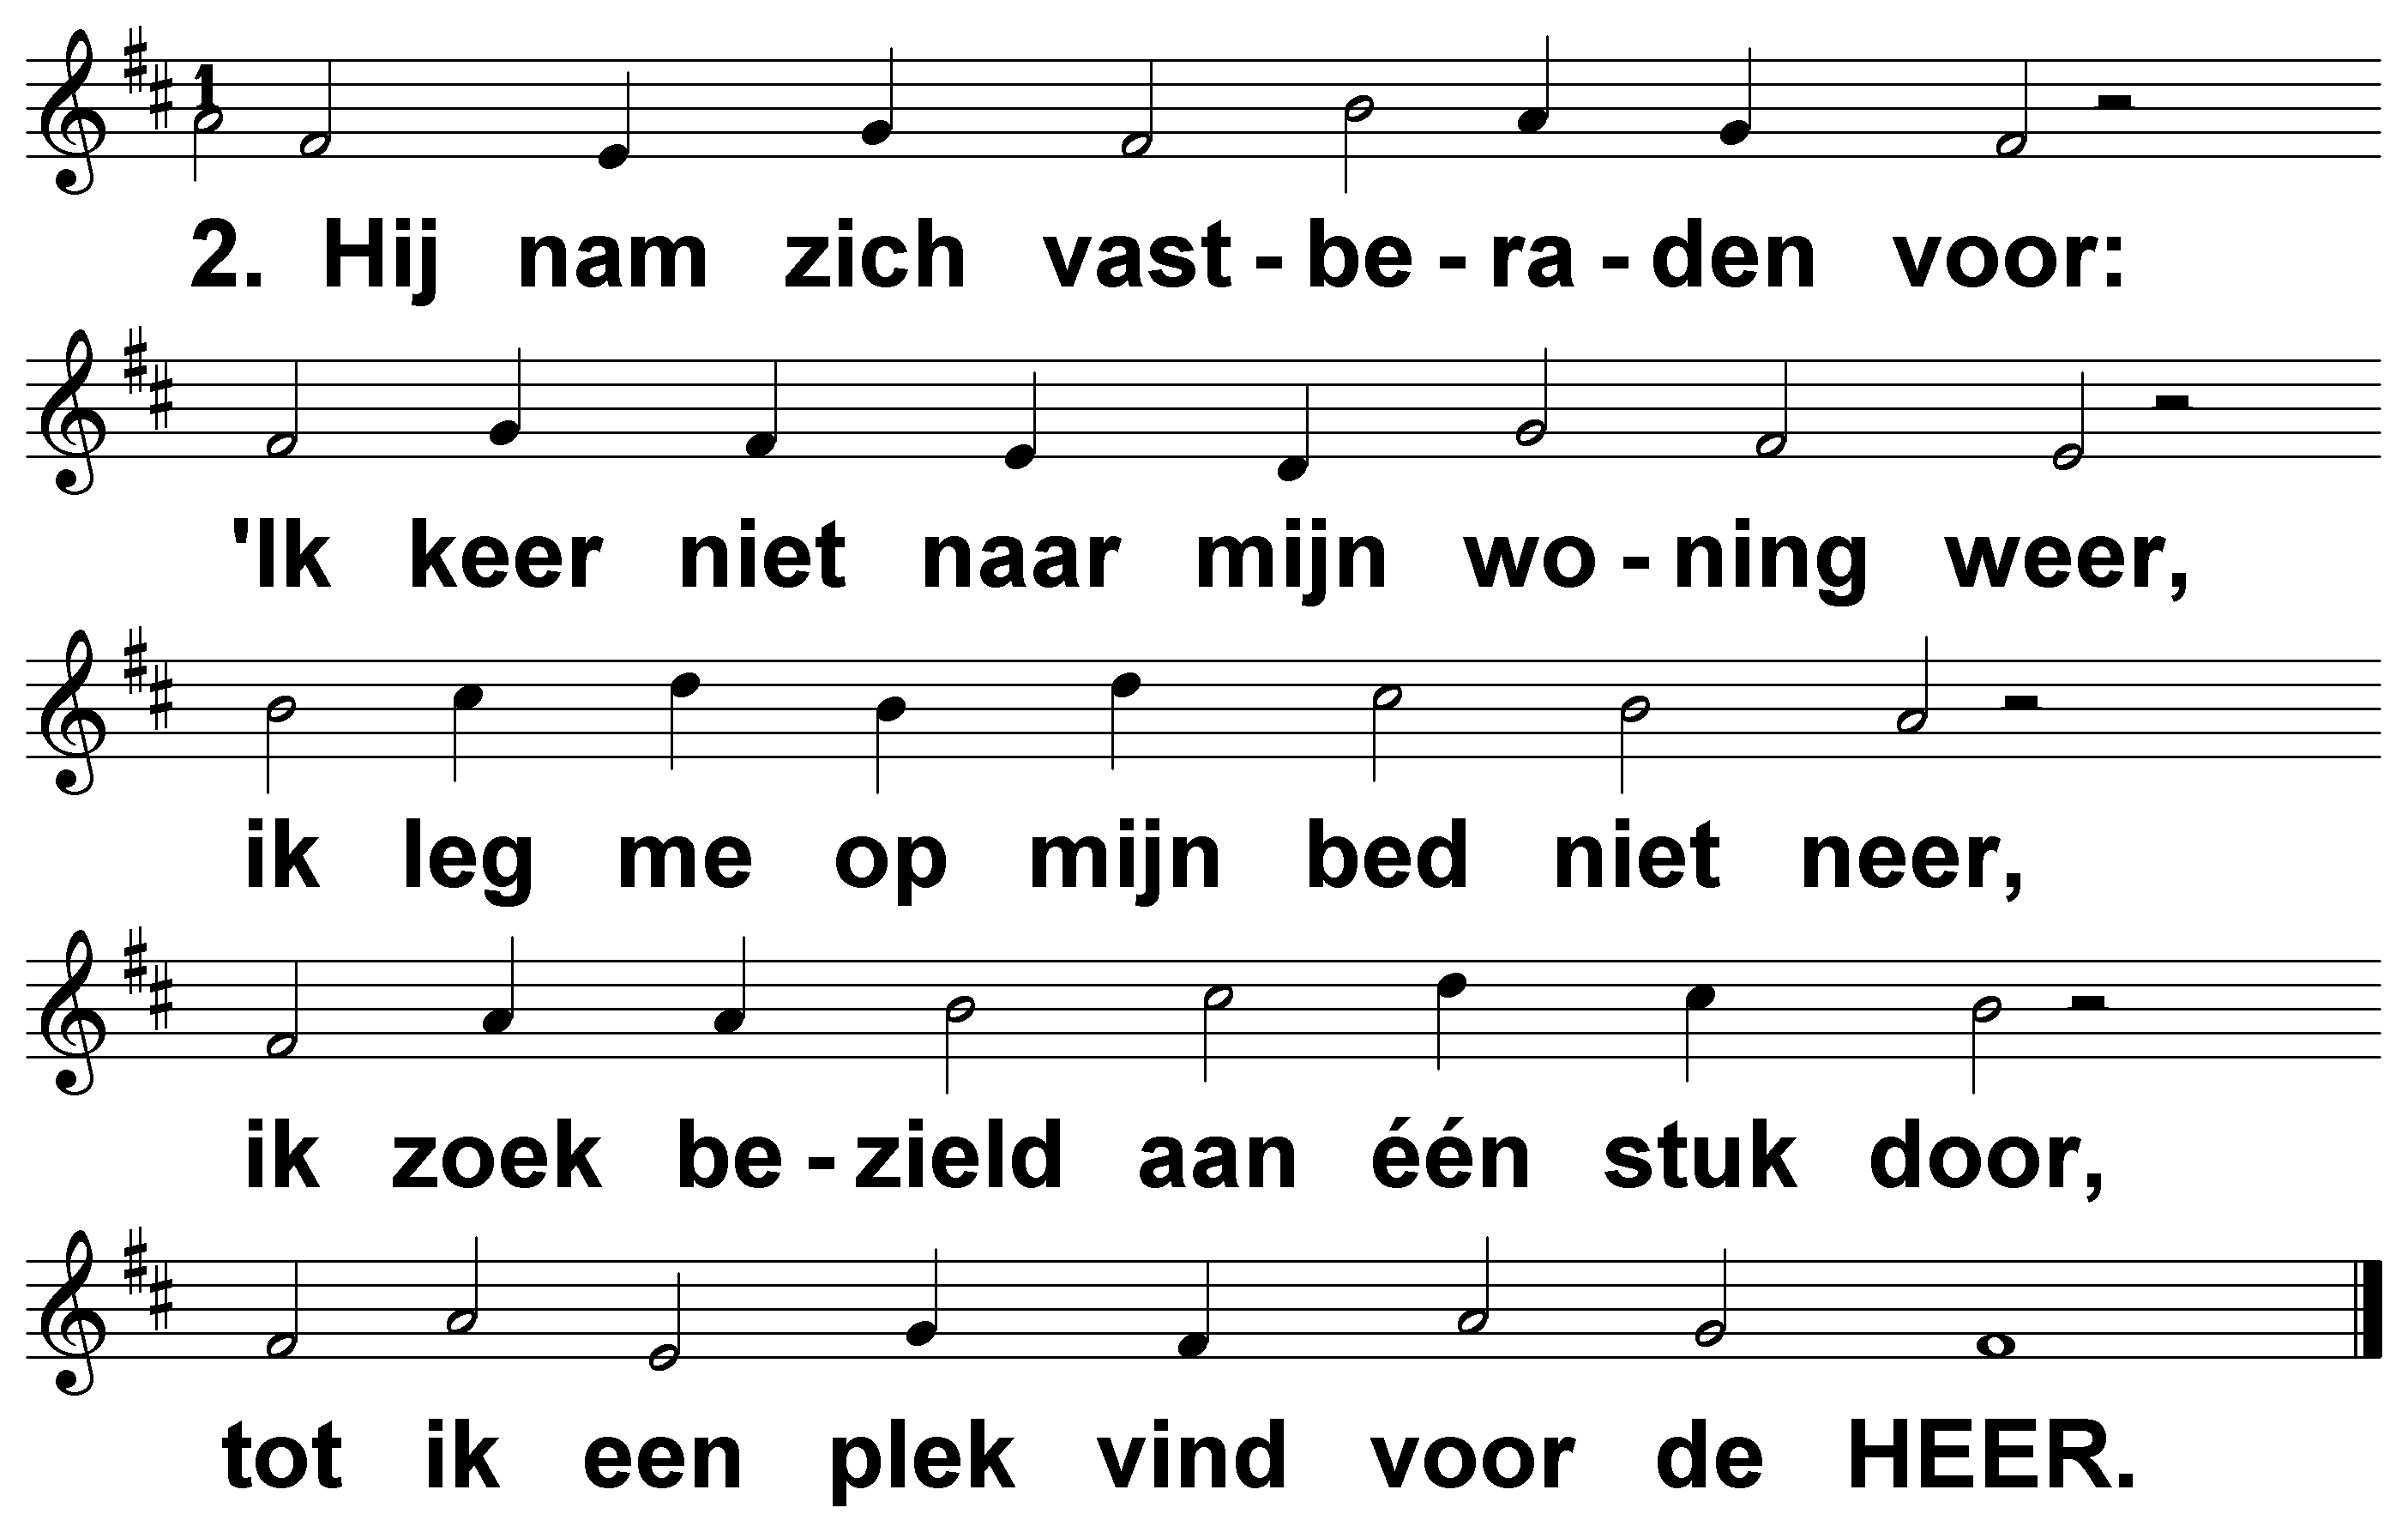 1
2. Hij nam zich vast - be - ra - den voor:
'Ik keer niet naar mijn wo - ning weer,
ik leg me op mijn bed niet neer,
ik zoek be - zield aan één stuk door,
tot ik een plek vind voor de HEER.